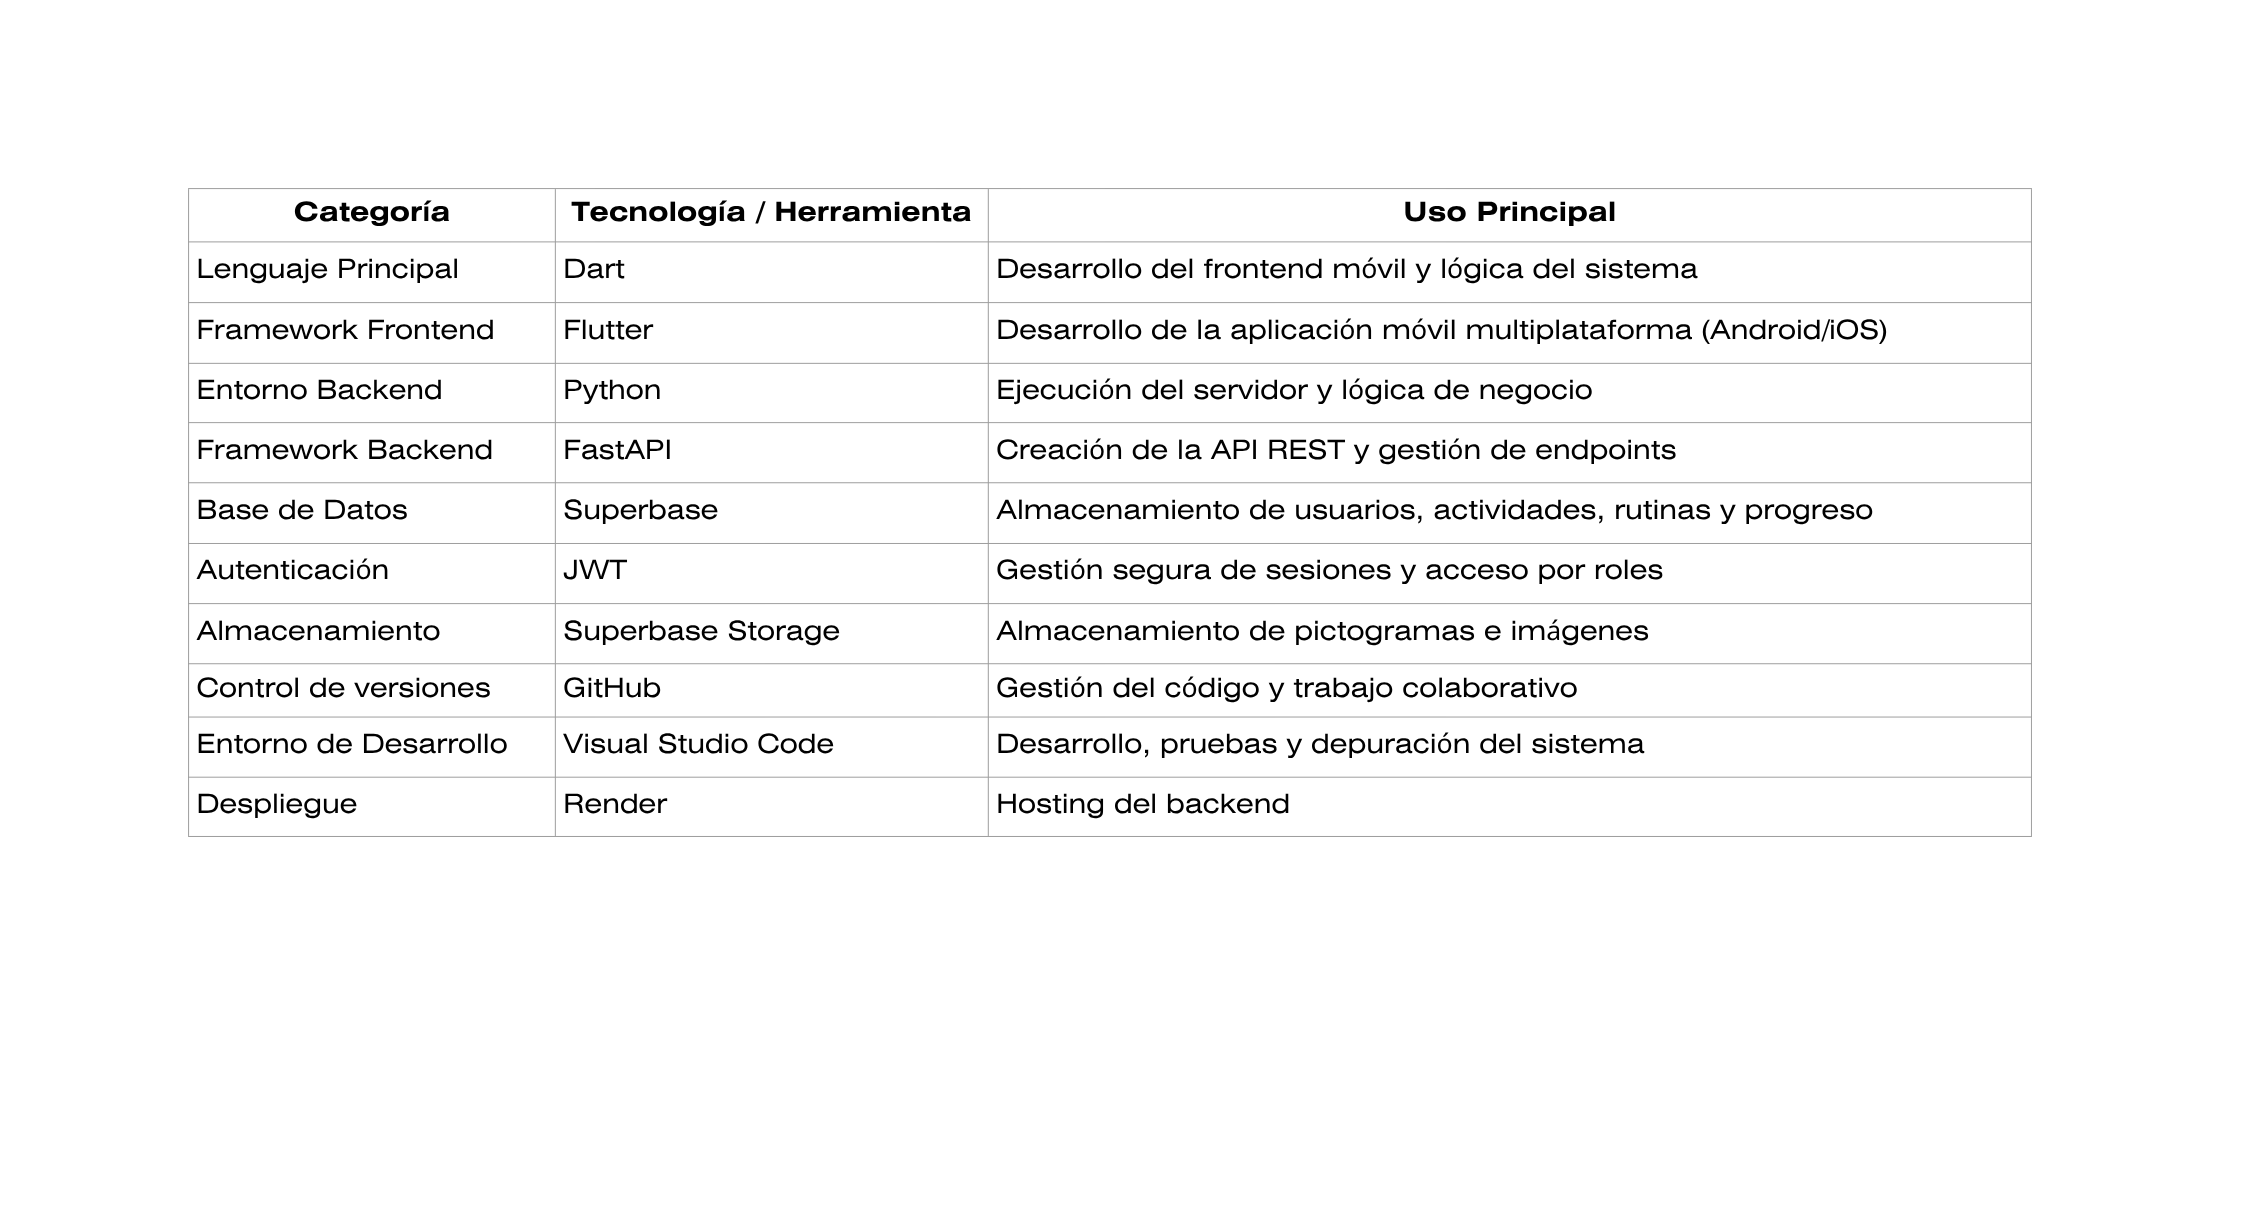 Categoría Tecnología / Herramienta Uso Principal
Lenguaje Principal Dart Desarrollo del frontend móvil y lógica del sistema
Framework Frontend Flutter Desarrollo de la aplicación móvil multiplataforma (Android/iOS)
Entorno Backend Python Ejecución del servidor y lógica de negocio
Framework Backend FastAPI Creación de la API REST y gestión de endpoints
Base de Datos Superbase Almacenamiento de usuarios, actividades, rutinas y progreso
Autenticación JWT Gestión segura de sesiones y acceso por roles
Almacenamiento Superbase Storage Almacenamiento de pictogramas e imágenes
Control de versiones GitHub Gestión del código y trabajo colaborativo
Entorno de Desarrollo Visual Studio Code Desarrollo, pruebas y depuración del sistema
Despliegue Render Hosting del backend